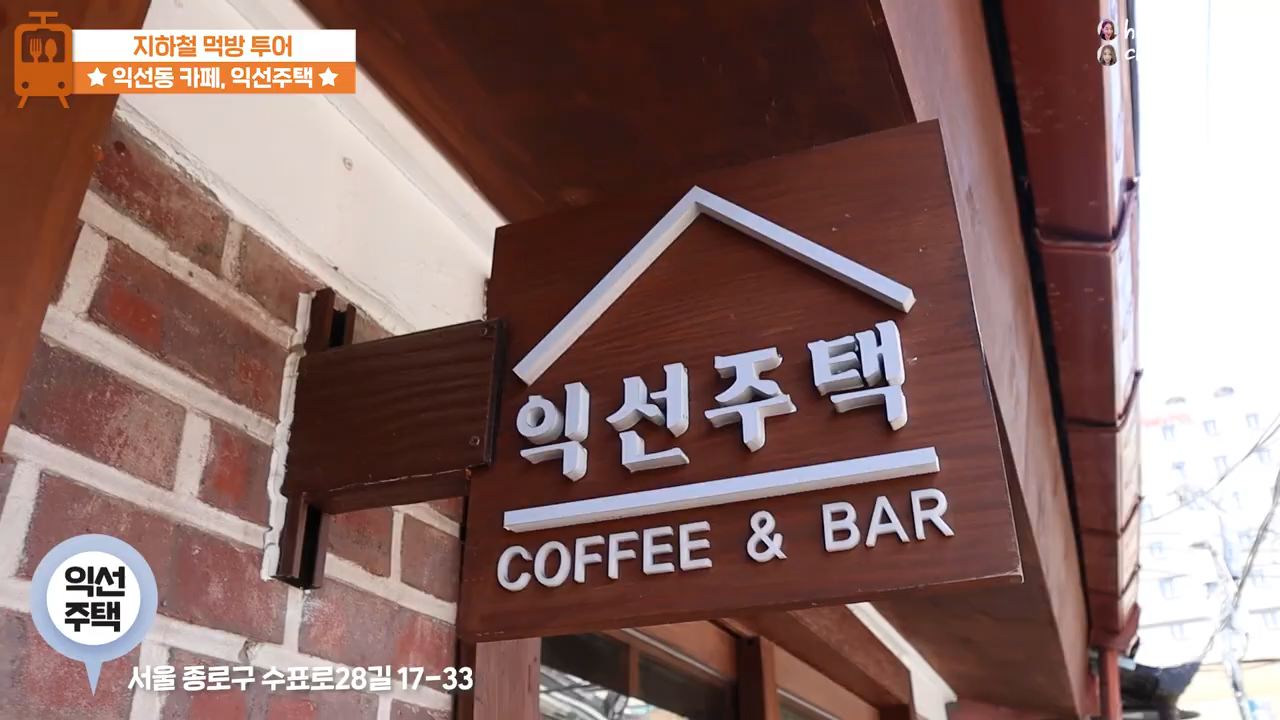 지하철 먹방 투어
★ 익선동 카페, 익선주택 ★
익선주택
COFFEE & BAR
익선
주택
서울 종로구 수표로28길 17-33